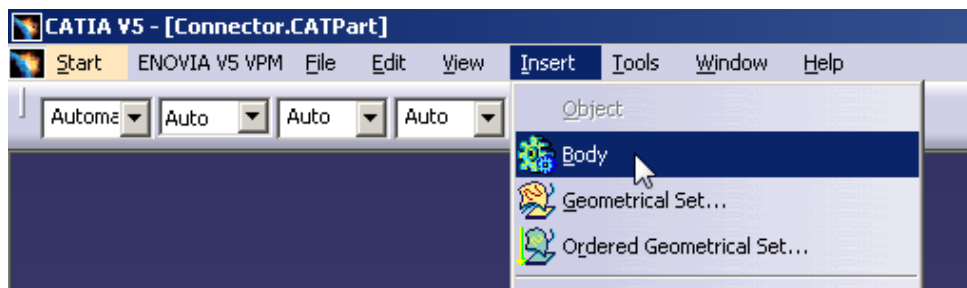 CATIA V5 - [Connector.CATPart]
Start ENOVIA V5 VPM File Edit View Insert Tools Window Help
Automa Auto Auto Auto
Object
Body
Geometrical Set...
Ordered Geometrical Set...